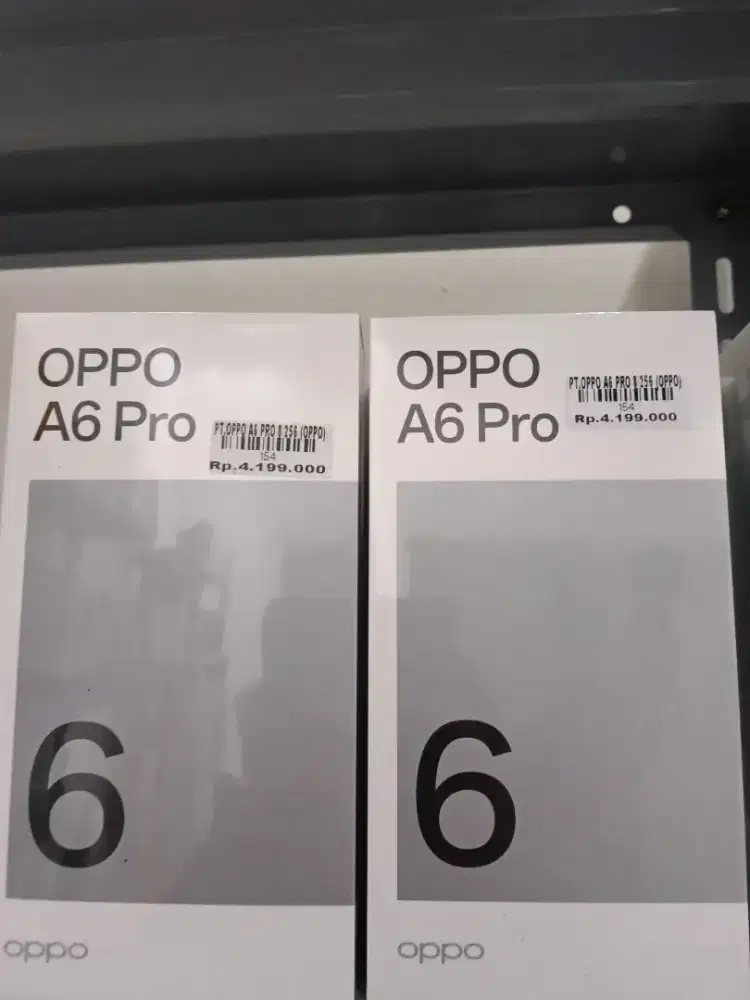 OPPO
A6 Pro
PT.OPPO A6 PRO 8 256 (OPPO)
154
Rp.4.199.000
6
oppo
OPPO
A6 Pro
PT.OPPO A6 PRO 8 256 (OPPO)
154
Rp.4.199.000
6
oppo